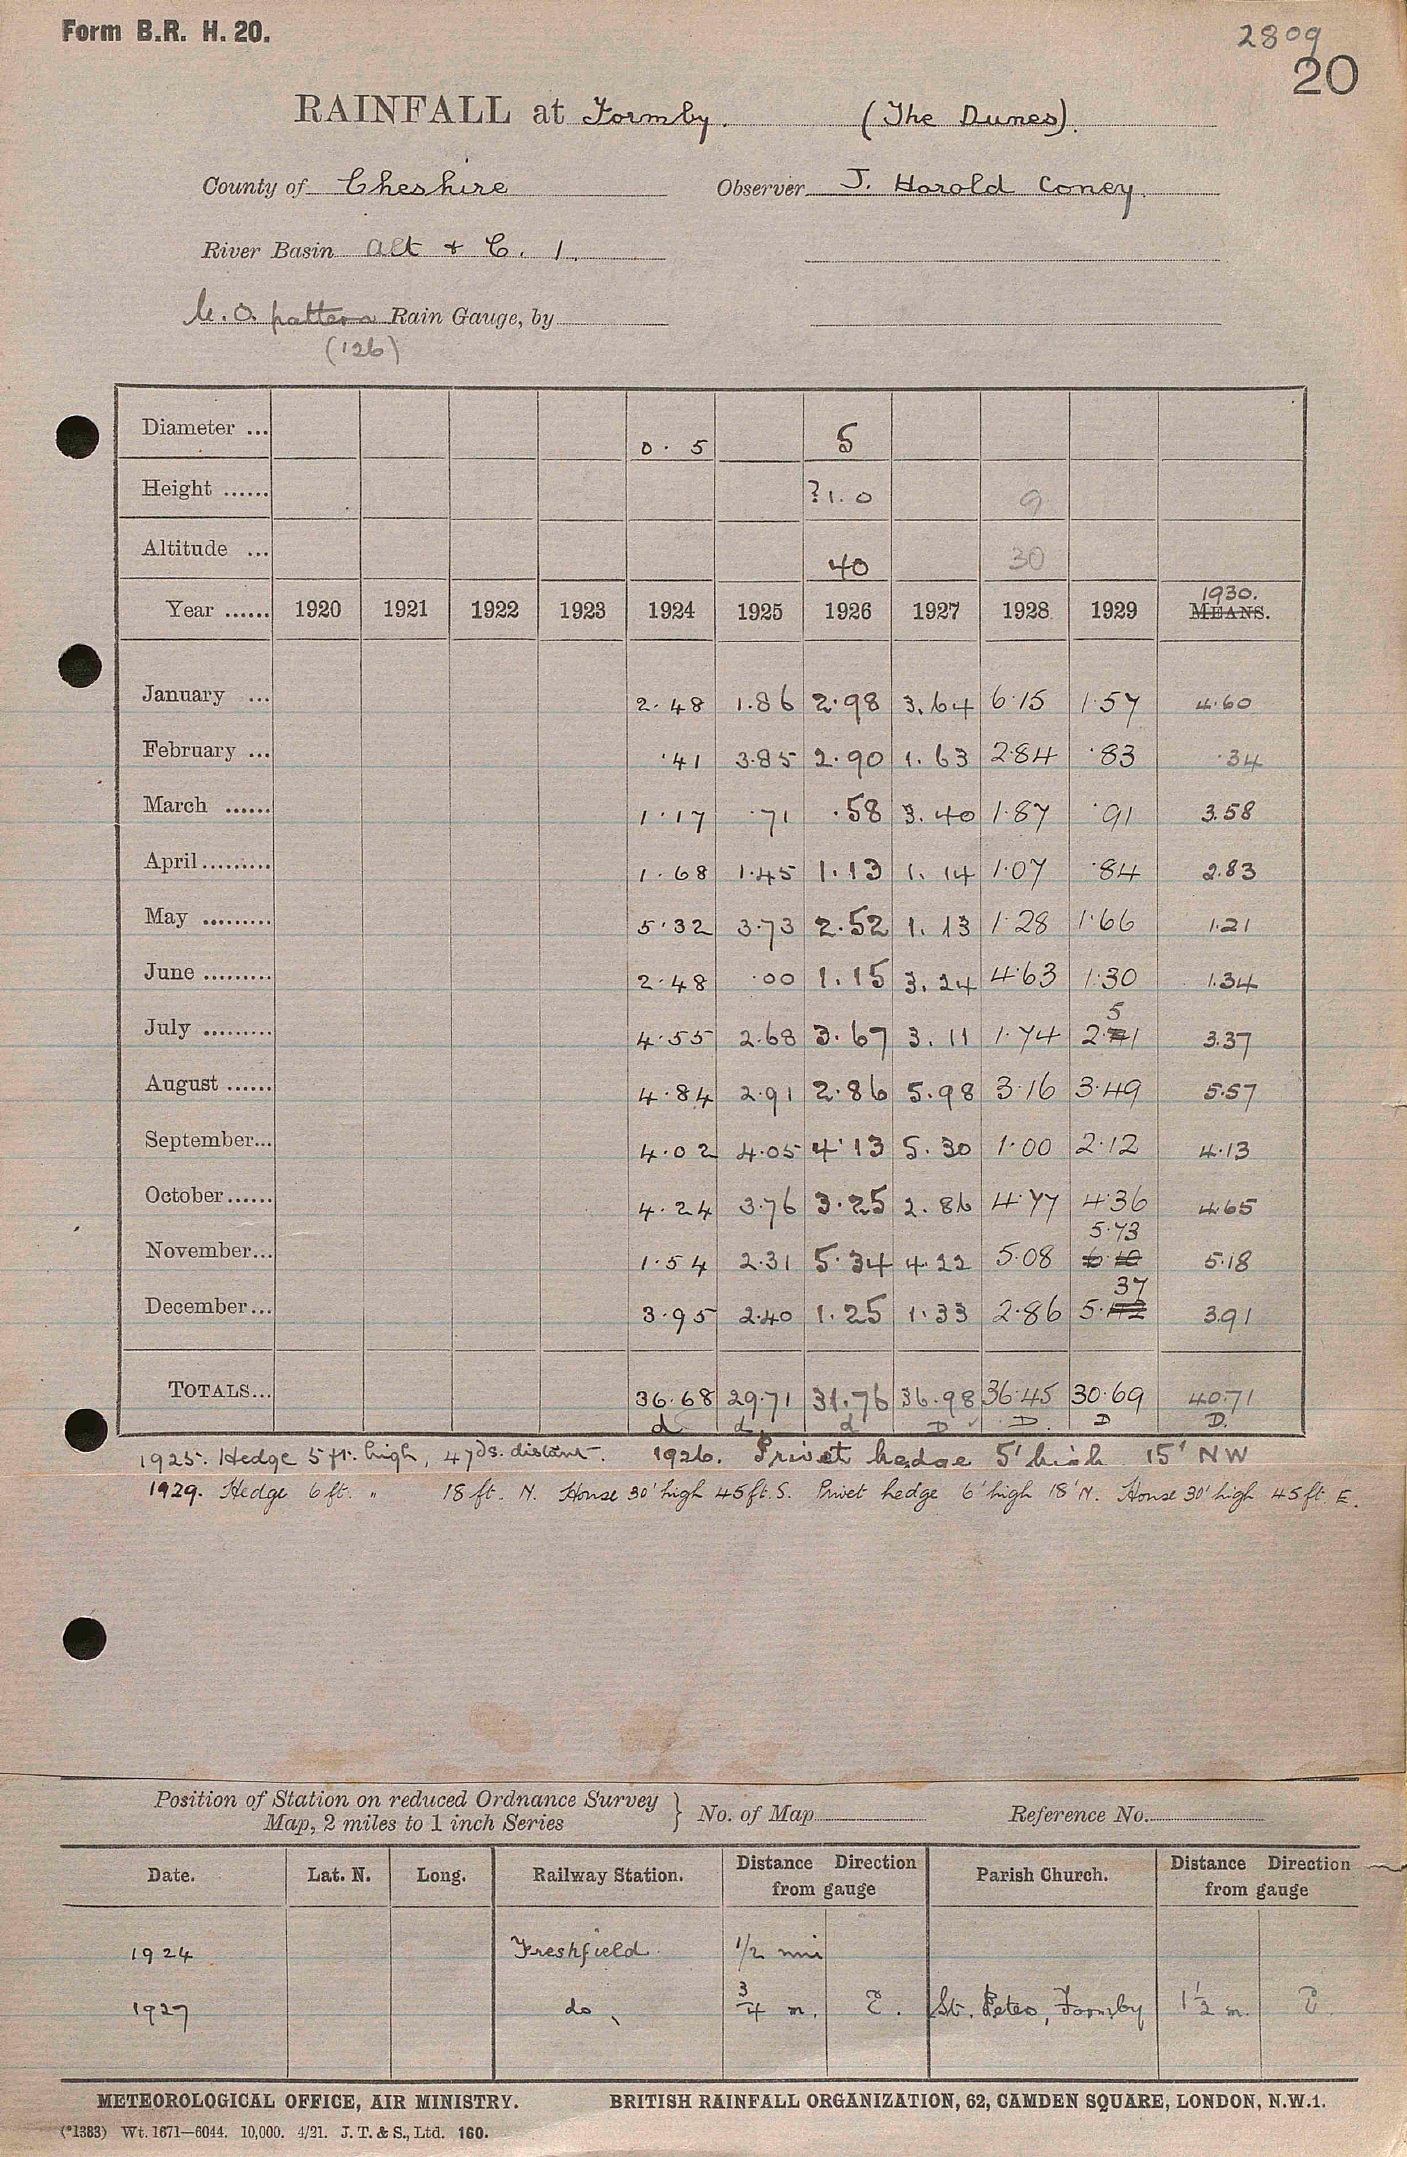 Form B.R. H. 20.
2809
20
RAINFALL at Formby. (The Dunes).
County of Cheshire Observer J. Harold Coney.
River Basin Alt & C. 1.
M.O. pattern Rain Gauge, by
(126)
Diameter ... 0. 5 5
Height ...... ?1.0 9
Altitude ... 40 30
1930.
Year ...... 1920 1921 1922 1923 1924 1925 1926 1927 1928 1929 MEANS.
January ... 2.48 1.86 2.98 3.64 6.15 1.57 4.60
February ... .41 3.85 2.90 1.63 2.84 .83 .34
March ...... 1.17 .71 .58 3.40 1.87 .91 3.58
April ......... 1.68 1.45 1.13 1.14 1.07 .84 2.83
May ......... 5.32 3.73 2.52 1.13 1.28 1.66 1.21
June ......... 2.48 .00 1.15 3.24 4.63 1.30 1.34
5
July ......... 4.55 2.68 3.67 3.11 1.74 2.71 3.37
August ...... 4.84 2.91 2.86 5.98 3.16 3.49 5.57
September... 4.02 4.05 4.13 5.30 1.00 2.12 4.13
October...... 4.24 3.76 3.25 2.86 4.77 4.36 4.65
5.73
November... 1.54 2.31 5.34 4.22 5.08 6.10 5.18
37
December... 3.95 2.40 1.25 1.33 2.86 5. 3.91
TOTALS... 36.68 29.71 31.76 36.98 36.45 30.69 40.71
d d d D ✓ D D D.
1925. Hedge 5 ft. high, 4 yds. distant. 1926. Privet hedge 5' high 15' NW
1929. Hedge 6 ft. " 18 ft. N. House 30' high 45 ft. S. Privet hedge 6' high 18' N. House 30' high 45 ft E.
Position of Station on reduced Ordnance Survey
Map, 2 miles to 1 inch Series } No. of Map Reference No.
Date. Lat. N. Long. Railway Station. Distance Direction from gauge Parish Church. Distance Direction from gauge
1924 Freshfield 1/2 mi
1927 do, 3/4 m. E. St. Peter, Formby 1 1/2 m. E.
METEOROLOGICAL OFFICE, AIR MINISTRY. BRITISH RAINFALL ORGANIZATION, 62, CAMDEN SQUARE, LONDON, N.W.1.
(*1383) Wt. 1671—6044. 10,000. 4/21. J. T. & S., Ltd. 160.